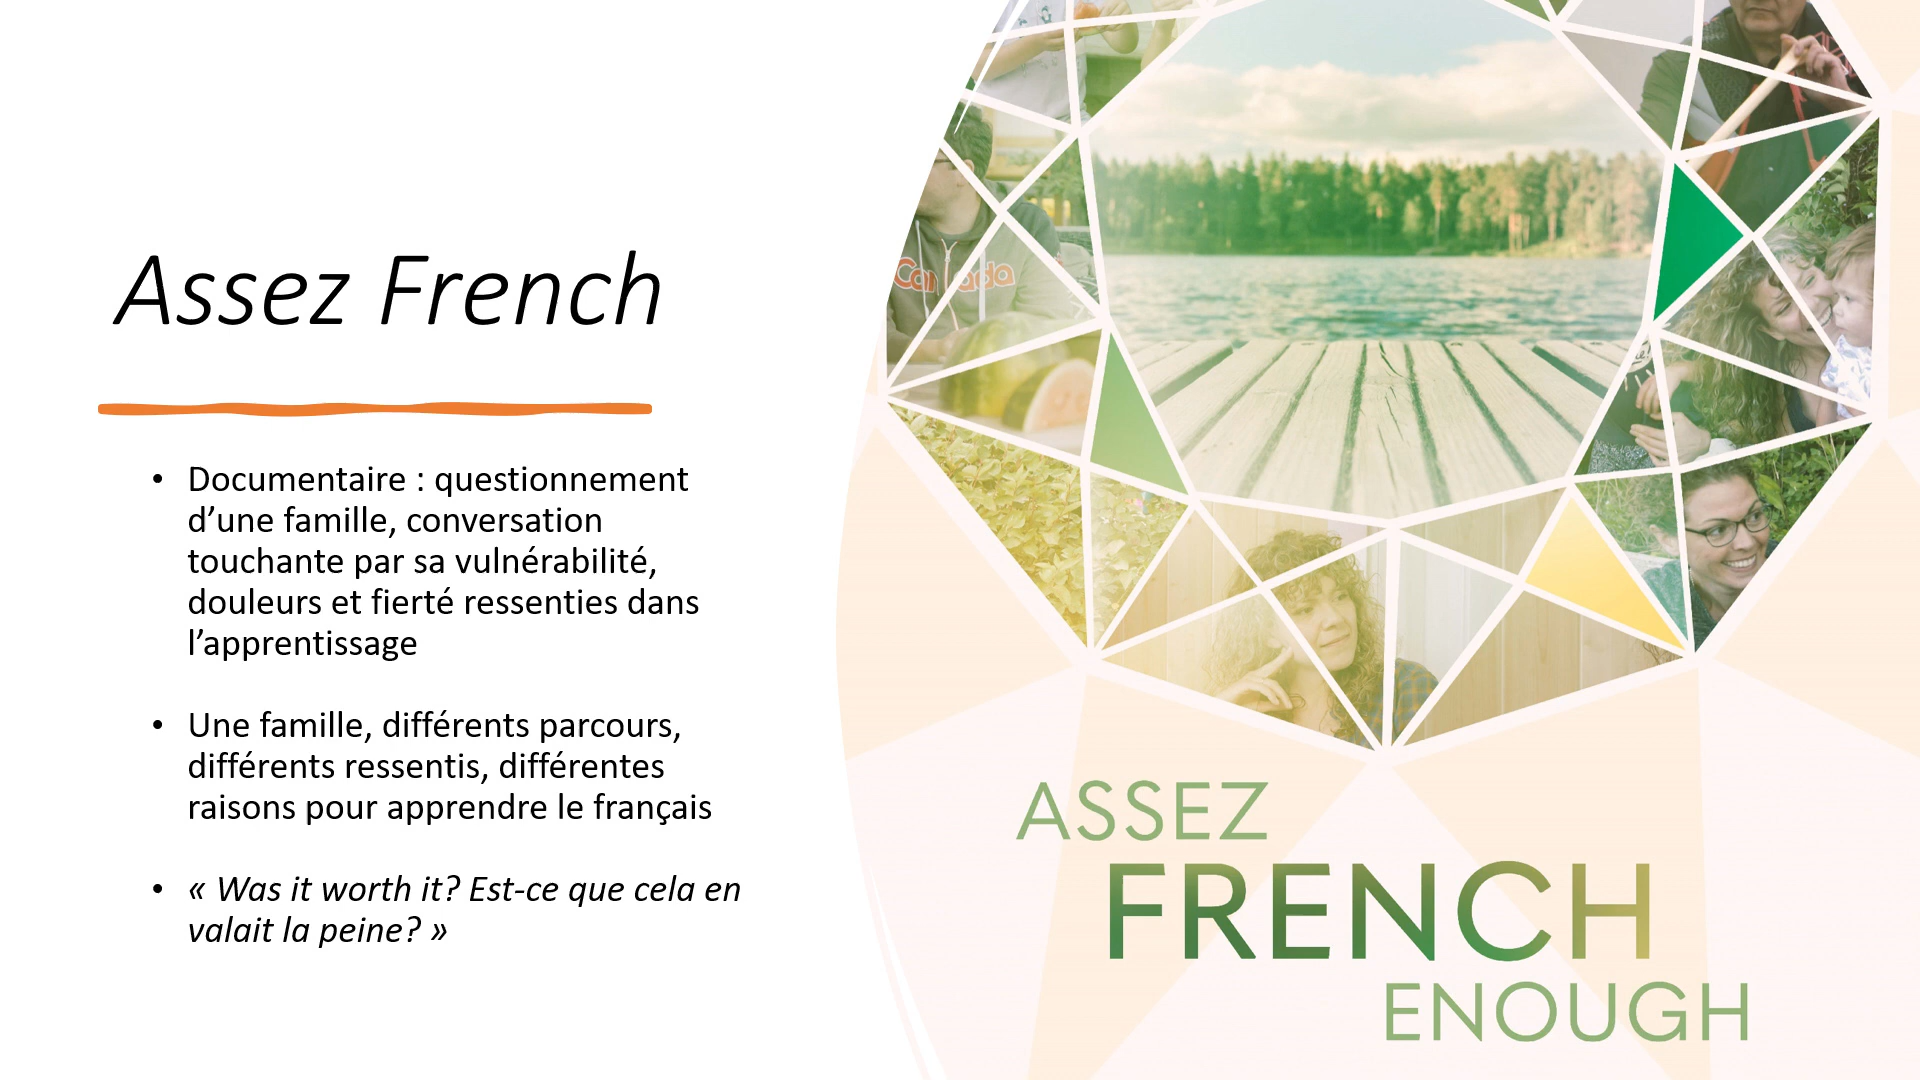 Assez French
• Documentaire : questionnement
d’une famille, conversation
touchante par sa vulnérabilité,
douleurs et fierté ressenties dans
l’apprentissage
• Une famille, différents parcours,
différents ressentis, différentes
raisons pour apprendre le français
• « Was it worth it? Est-ce que cela en
valait la peine? »
Canada
ASSEZ
FRENCH
ENOUGH